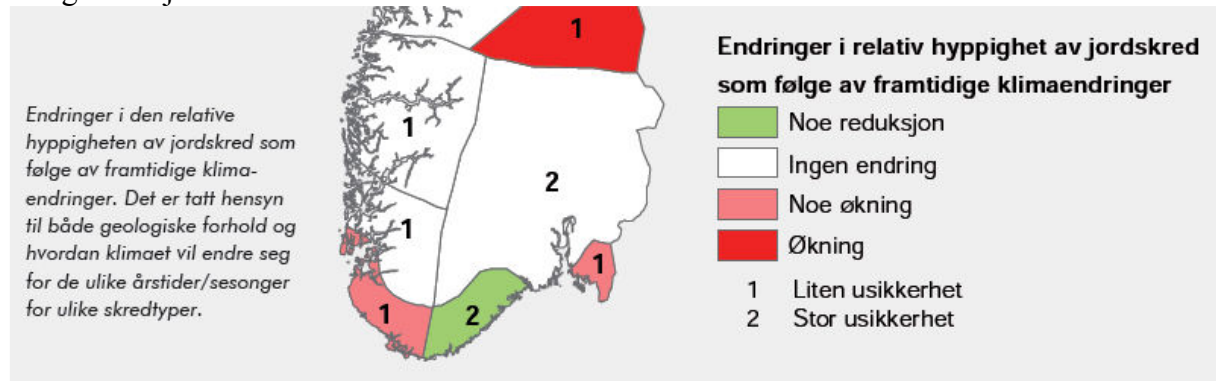 1
Endringer i relativ hyppighet av jordskred
som følge av framtidige klimaendringer
Endringer i den relative
hyppigheten av jordskred som
følge av framtidige klima-
endringer. Det er tatt hensyn
til både geologiske forhold og
hvordan klimaet vil endre seg
for de ulike årstider/sesonger
for ulike skredtyper.
1
2
1
1
1
2
Noe reduksjon
Ingen endring
Noe økning
Økning
1 Liten usikkerhet
2 Stor usikkerhet